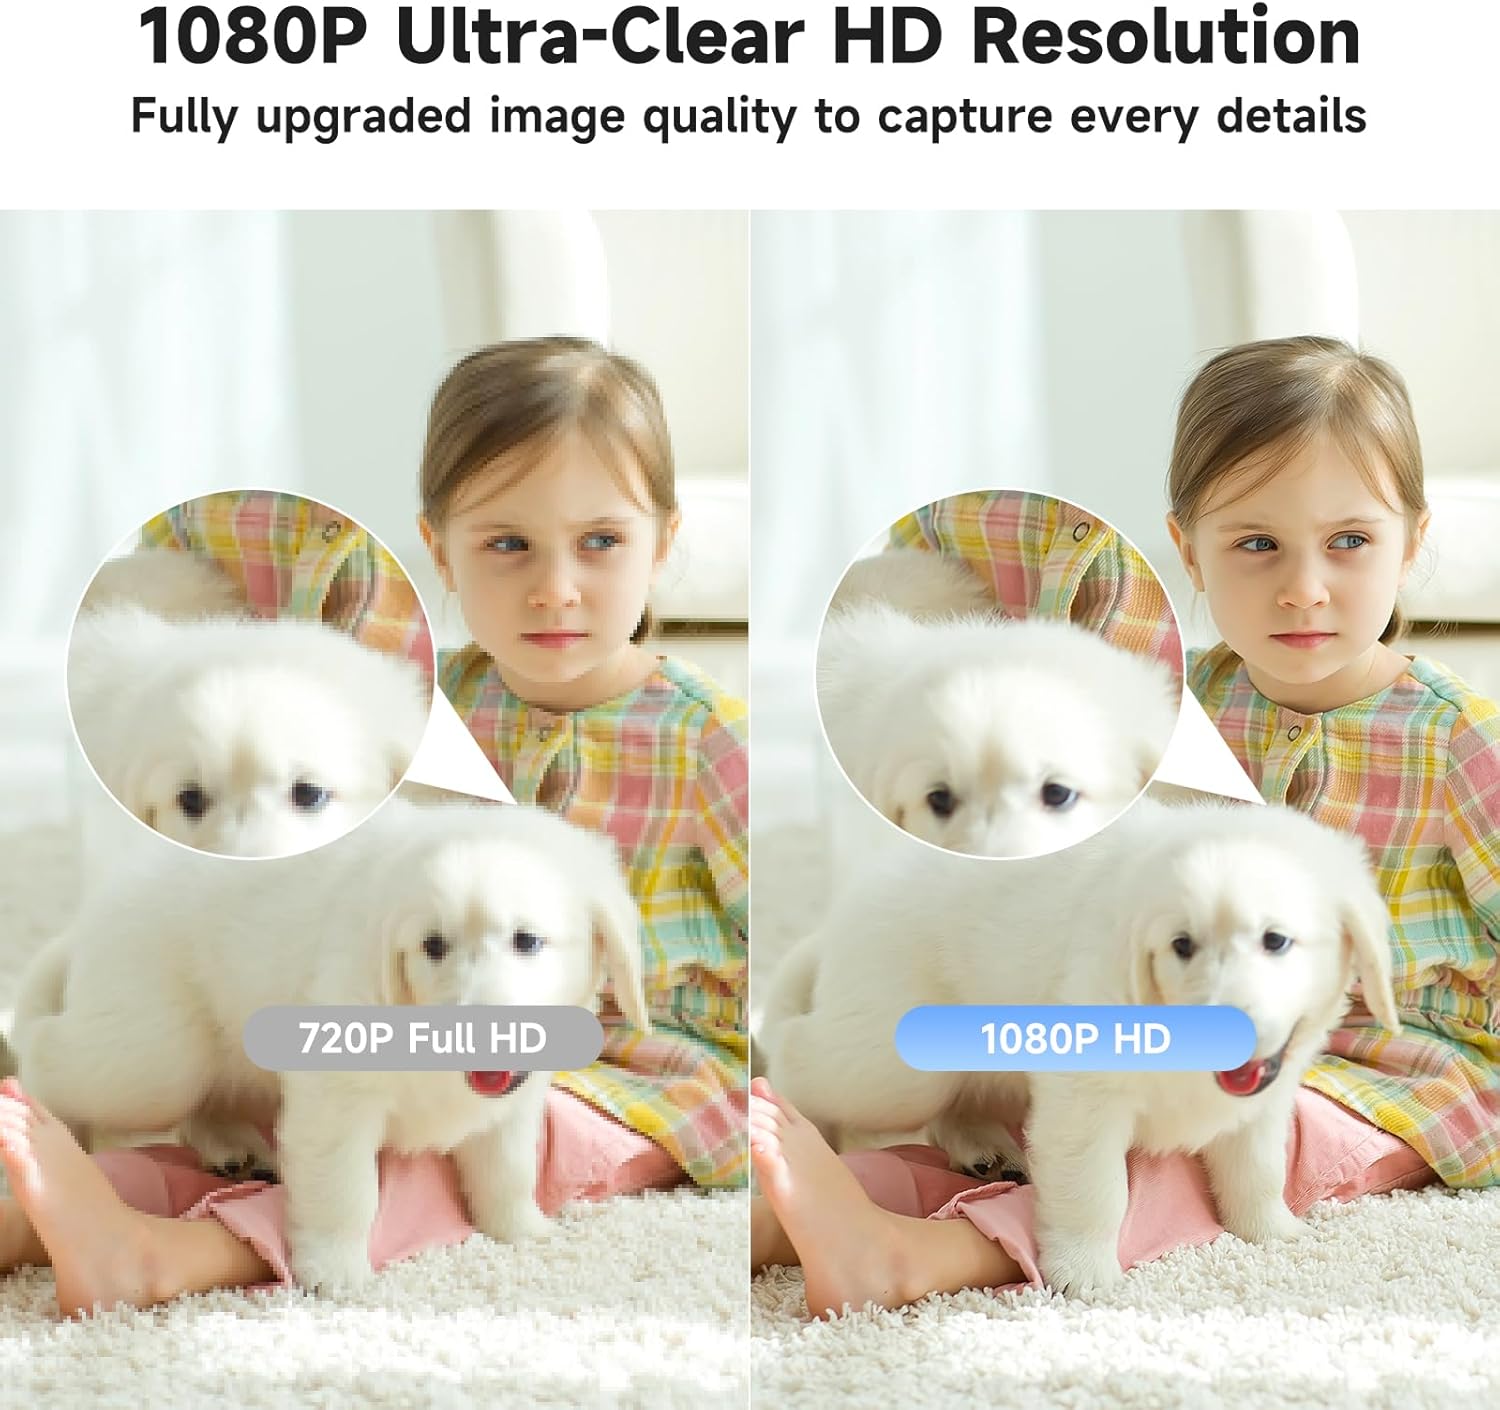 1080P Ultra-Clear HD Resolution
Fully upgraded image quality to capture every details
720P Full HD
1080P HD